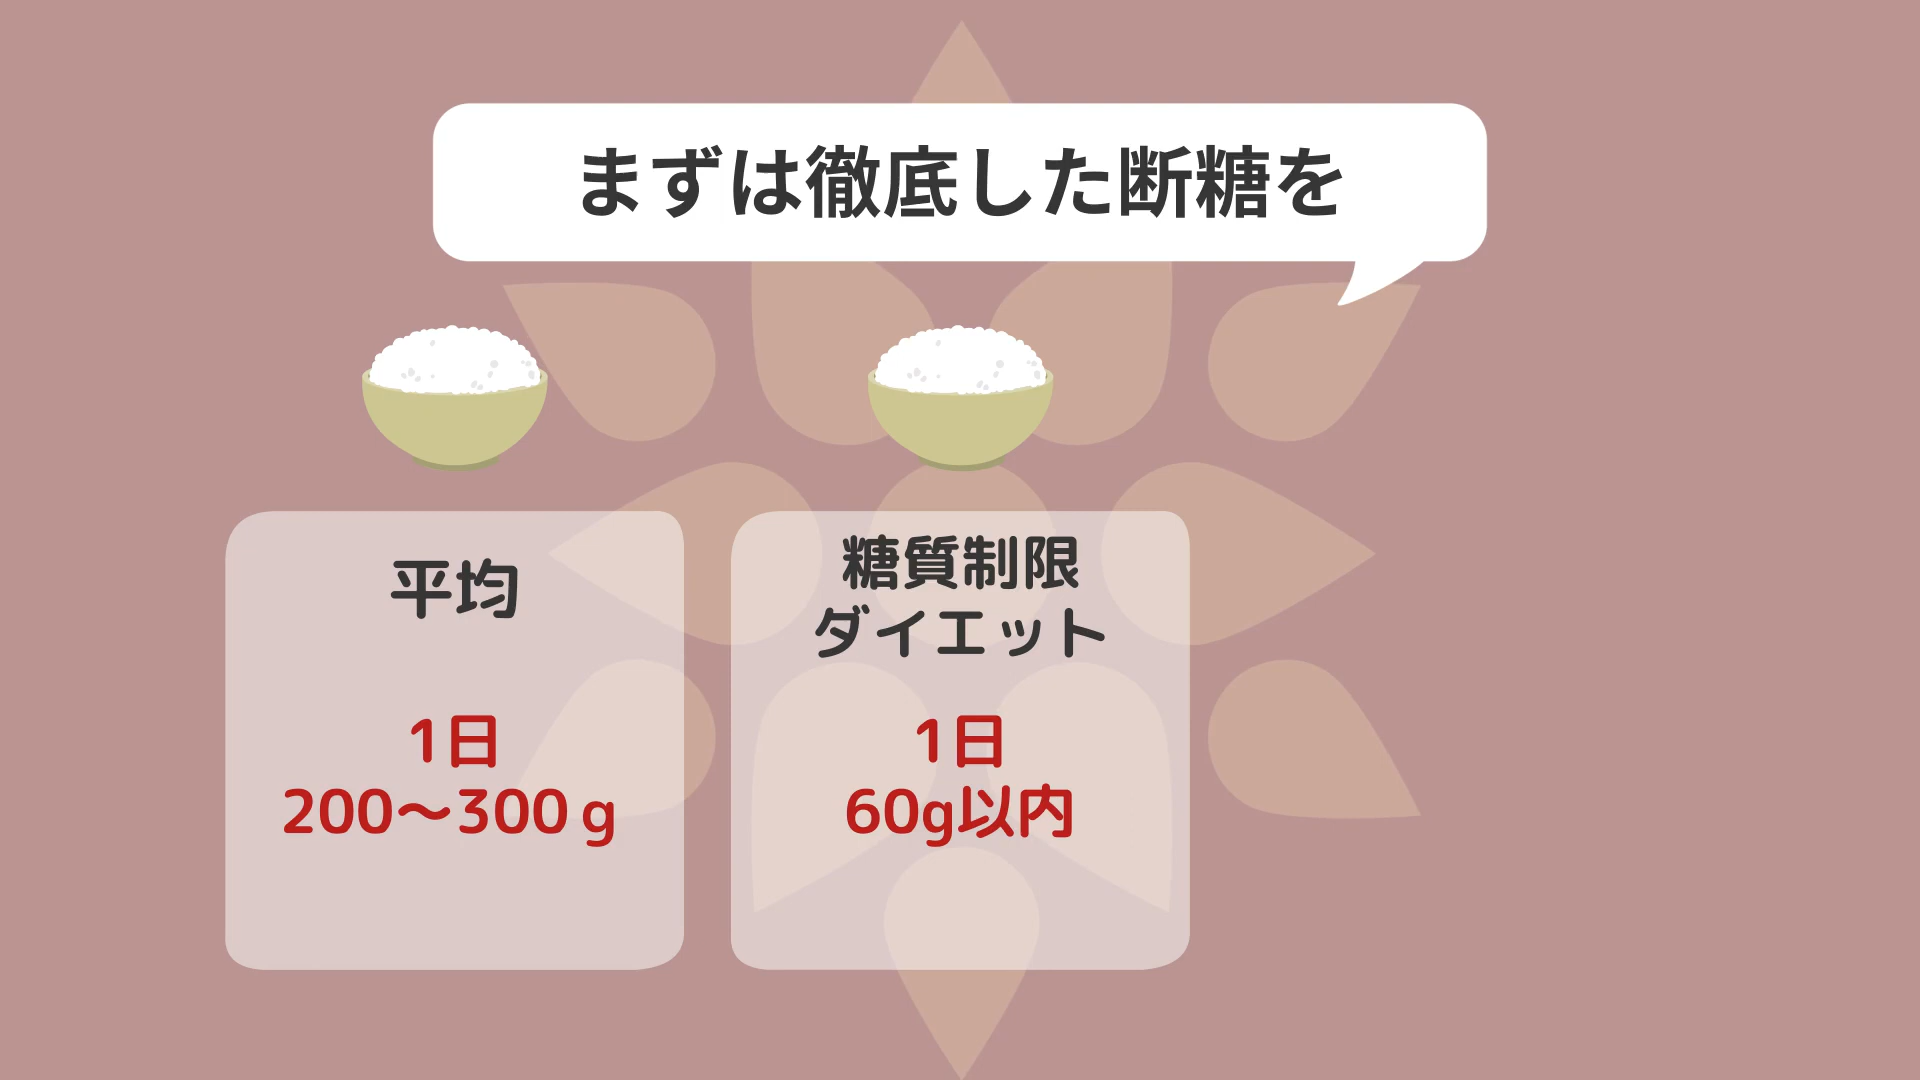 まずは徹底した断糖を
平均
1日
200〜300ｇ
糖質制限
ダイエット
1日
60g以内